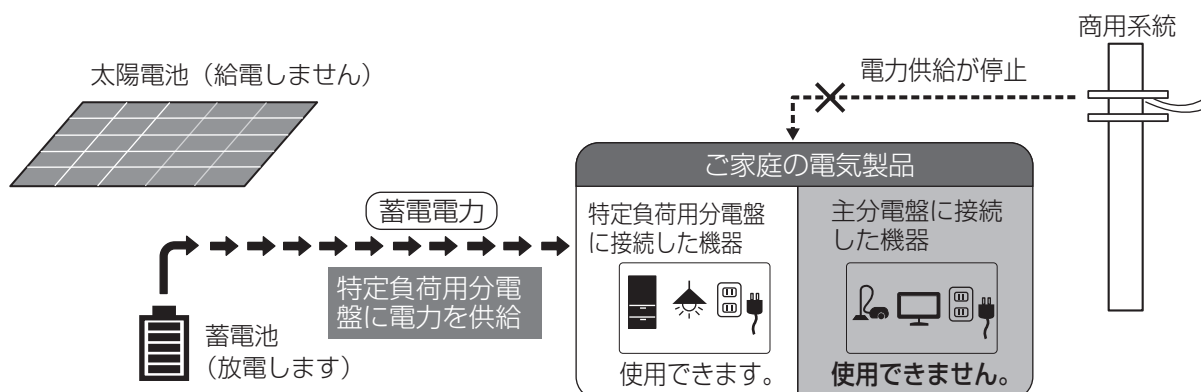 商用系統
太陽電池（給電しません）
電力供給が停止
ご家庭の電気製品
蓄電電力
特定負荷用分電
盤に電力を供給
蓄電池
（放電します）
特定負荷用分電盤
に接続した機器
使用できます。
主分電盤に接続
した機器
使用できません。